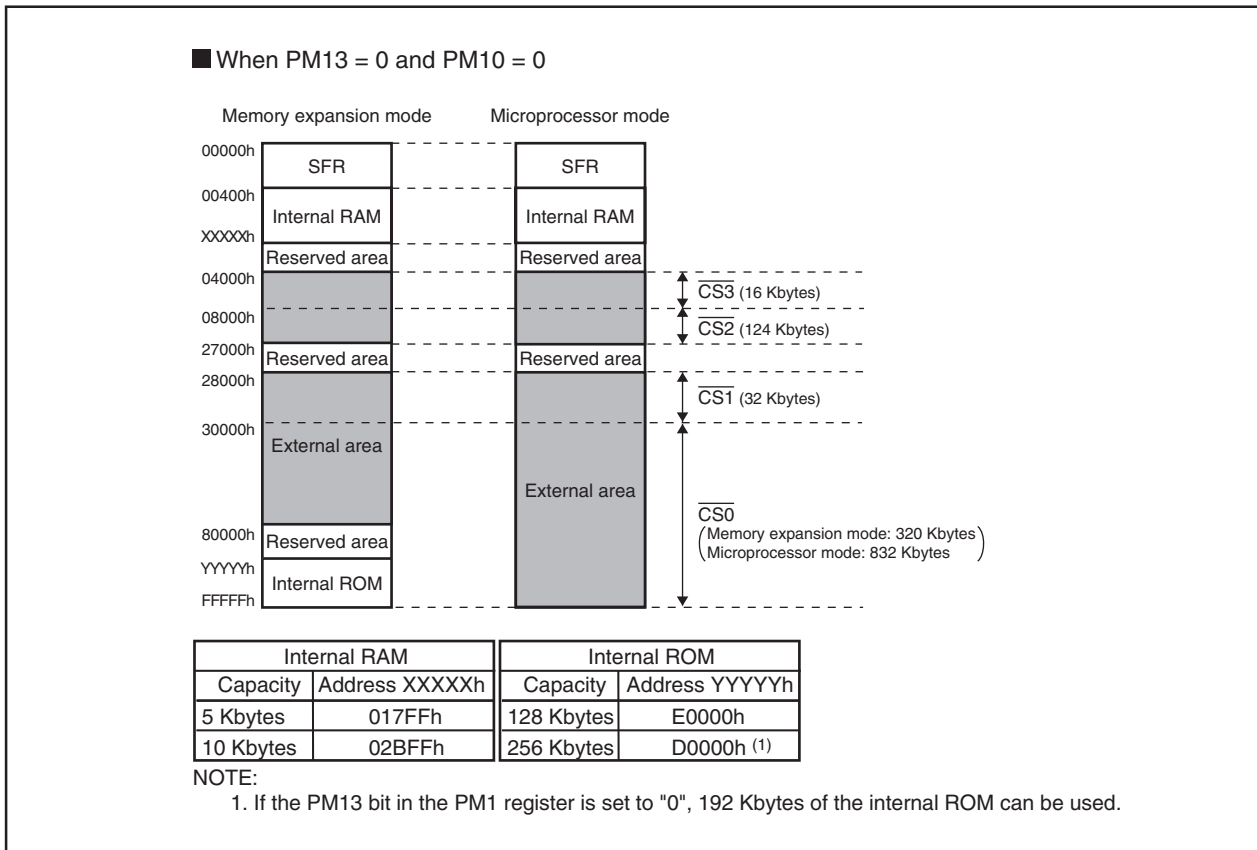 ■ When PM13 = 0 and PM10 = 0
Memory expansion mode
Microprocessor mode
00000h
SFR
SFR
00400h
Internal RAM
Internal RAM
XXXXXh
Reserved area
Reserved area
04000h
CS3 (16 Kbytes)
08000h
CS2 (124 Kbytes)
27000h
Reserved area
Reserved area
28000h
CS1 (32 Kbytes)
30000h
External area
External area
CS0
(Memory expansion mode: 320 Kbytes
Microprocessor mode: 832 Kbytes)
80000h
Reserved area
YYYYYh
Internal ROM
FFFFFh
Internal RAM Internal ROM
Capacity Address XXXXXh Capacity Address YYYYYh
5 Kbytes 017FFh 128 Kbytes E0000h
10 Kbytes 02BFFh 256 Kbytes D0000h (1)
NOTE:
1. If the PM13 bit in the PM1 register is set to "0", 192 Kbytes of the internal ROM can be used.